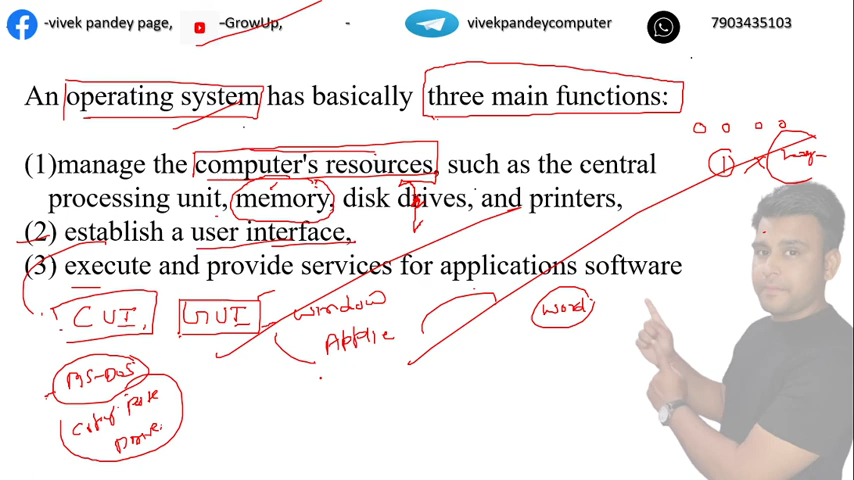 -vivek pandey page, -GrowUp, - vivekpandeycomputer 7903435103
An operating system has basically three main functions:
(1)manage the computer's resources, such as the central
processing unit, memory, disk drives, and printers,
(2) establish a user interface,
(3) execute and provide services for applications software
CUI GUI window word
Apple
MS-DOS
copy paste